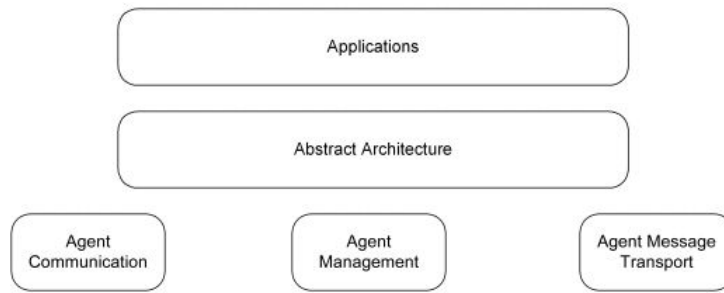 Applications
Abstract Architecture
Agent
Communication
Agent
Management
Agent Message
Transport